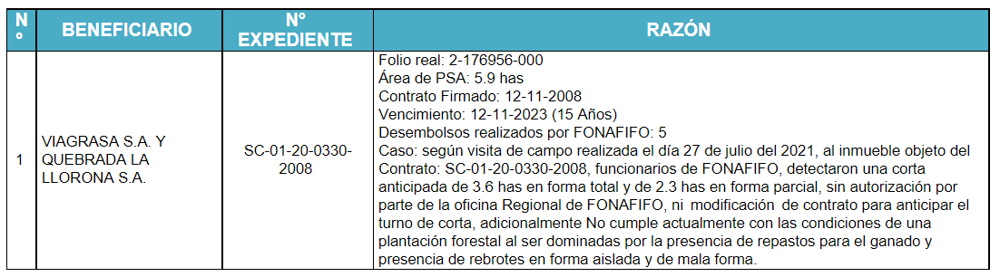 Nº
BENEFICIARIO
Nº
EXPEDIENTE
RAZÓN
1
VIAGRASA S.A. Y
QUEBRADA LA
LLORONA S.A.
SC-01-20-0330-
2008
Folio real: 2-176956-000
Área de PSA: 5.9 has
Contrato Firmado: 12-11-2008
Vencimiento: 12-11-2023 (15 Años)
Desembolsos realizados por FONAFIFO: 5
Caso: según visita de campo realizada el día 27 de julio del 2021, al inmueble objeto del
Contrato: SC-01-20-0330-2008, funcionarios de FONAFIFO, detectaron una corta
anticipada de 3.6 has en forma total y de 2.3 has en forma parcial, sin autorización por
parte de la oficina Regional de FONAFIFO, ni modificación de contrato para anticipar el
turno de corta, adicionalmente No cumple actualmente con las condiciones de una
plantación forestal al ser dominadas por la presencia de repastos para el ganado y
presencia de rebrotes en forma aislada y de mala forma.